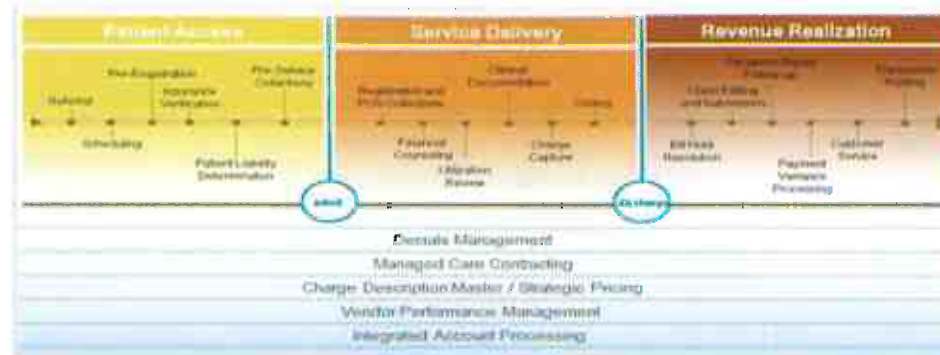 Patient Access
Service Delivery
Revenue Realization
Referral
Scheduling
Pre-Registration
Insurance
Verification
Patient Liability
Determination
Pre-Service
Collections
Registration and
POS Collections
Financial
Counseling
Utilization
Review
Clinical
Documentation
Charge
Capture
Coding
Bill Hold
Resolution
Claim Editing
and Submission
Follow-up
Payment
Variance
Processing
Customer
Service
Posting
admit
discharge
Denials Management
Managed Care Contracting
Charge Description Master / Strategic Pricing
Vendor Performance Management
Integrated Account Processing